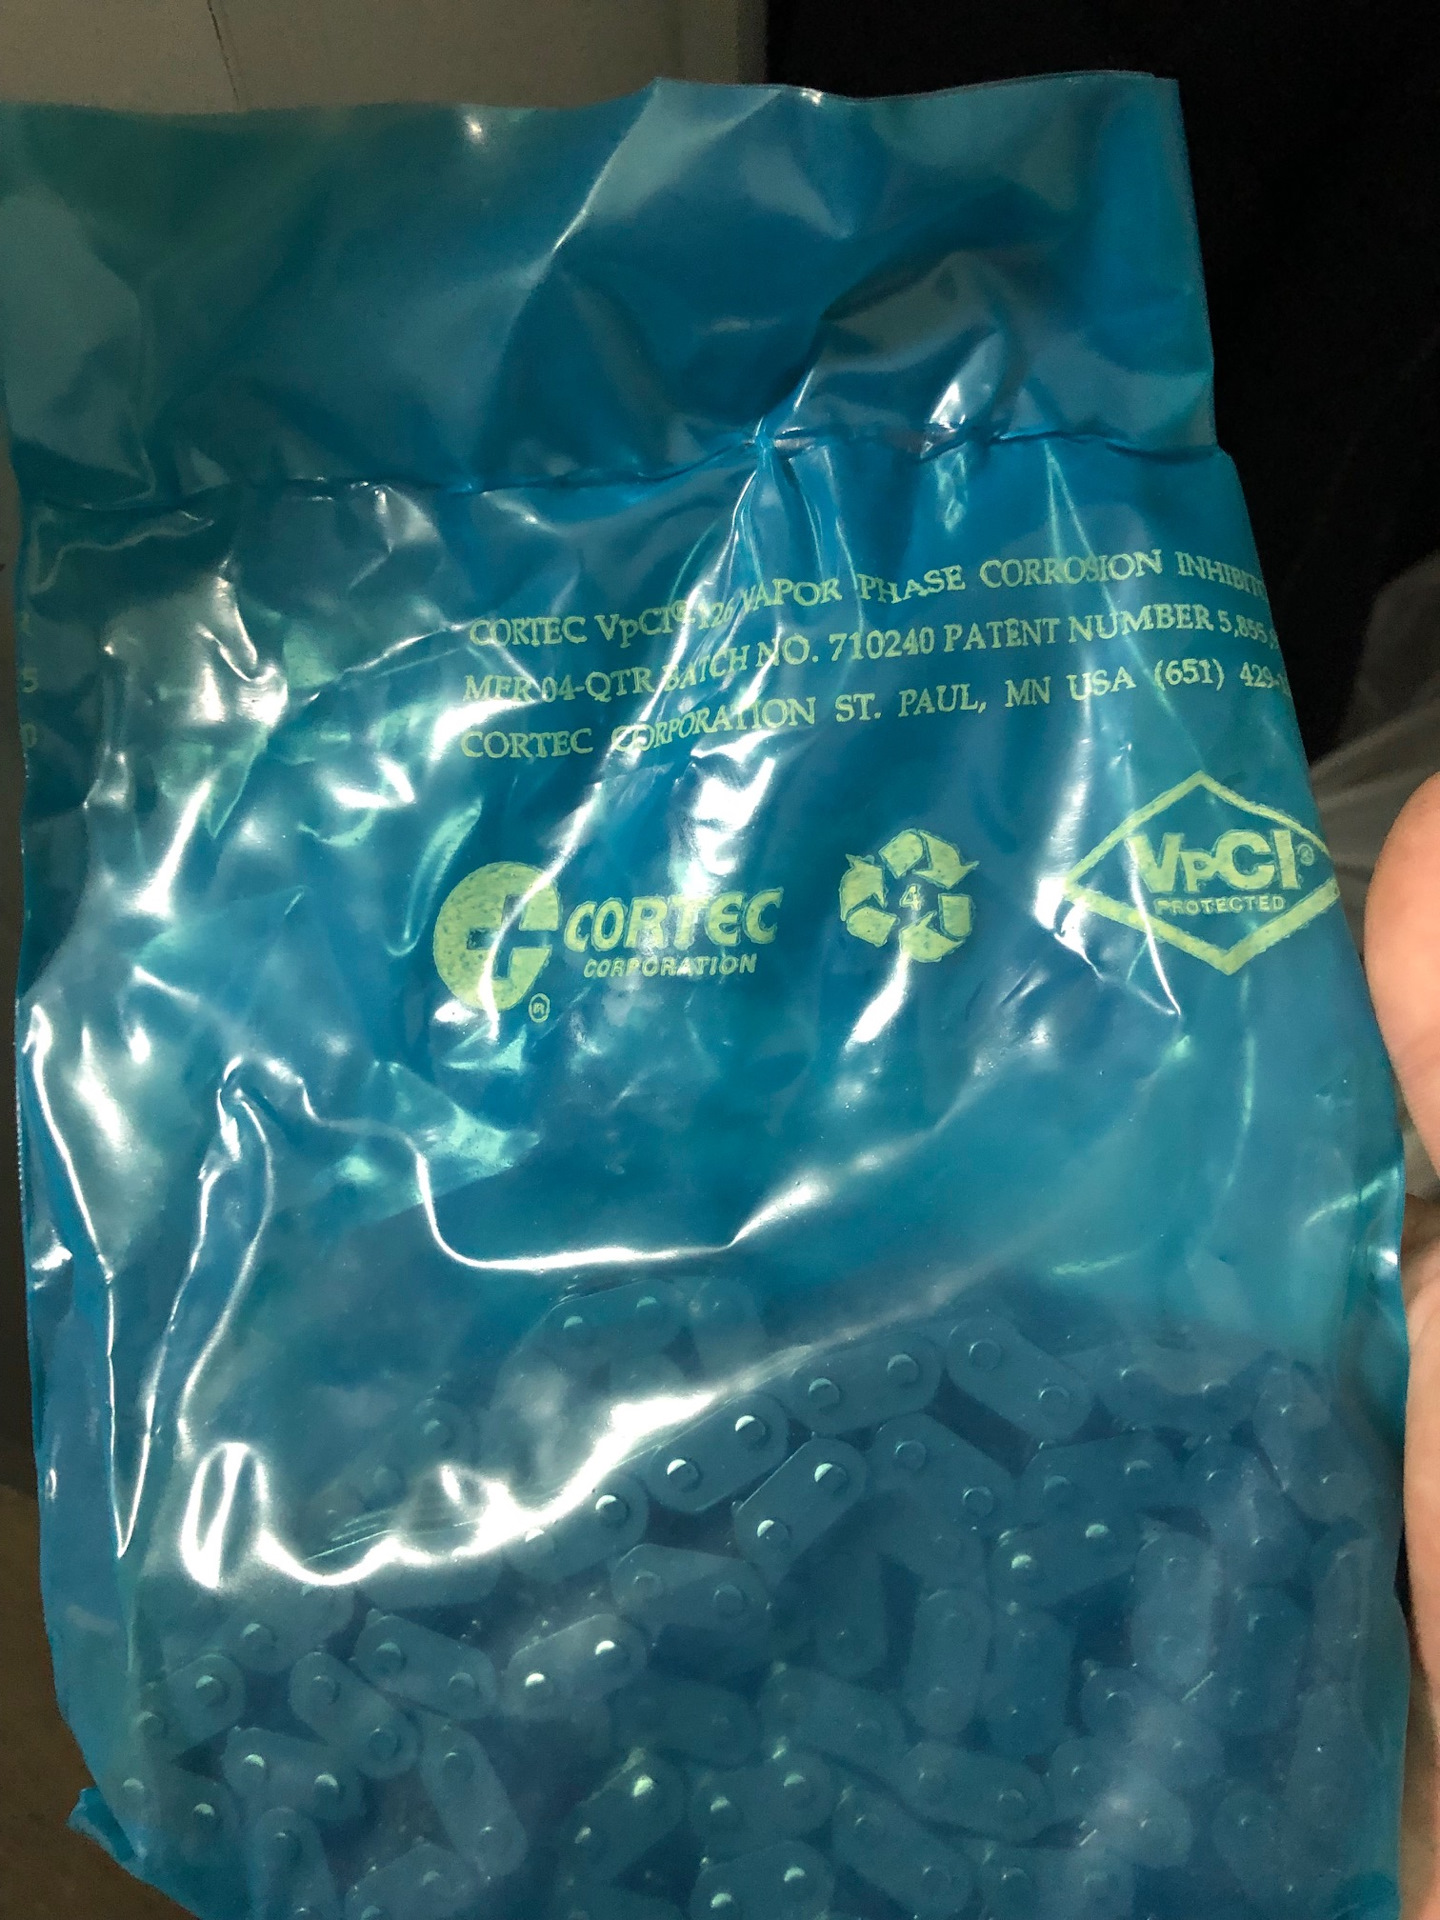 CORTEC VpCI®-126 VAPOR PHASE CORROSION
MFR 04-QTR BATCH NO. 710240 PATENT NUMBER
CORTEC CORPORATION ST. PAUL, MN USA (651)
CORTEC
CORPORATION
®
4
VpCI®
PROTECTED
5
0